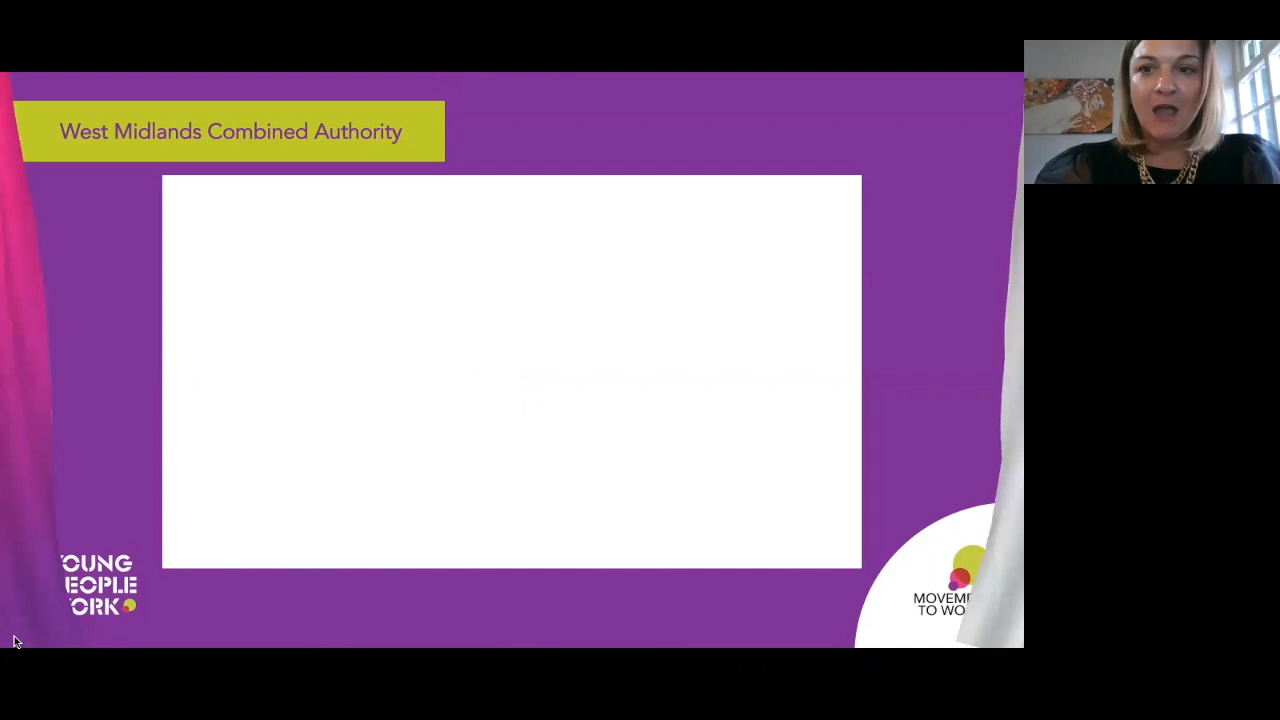 West Midlands Combined Authority
OUNG
EOPLE
ORK
MOVEME
TO WO